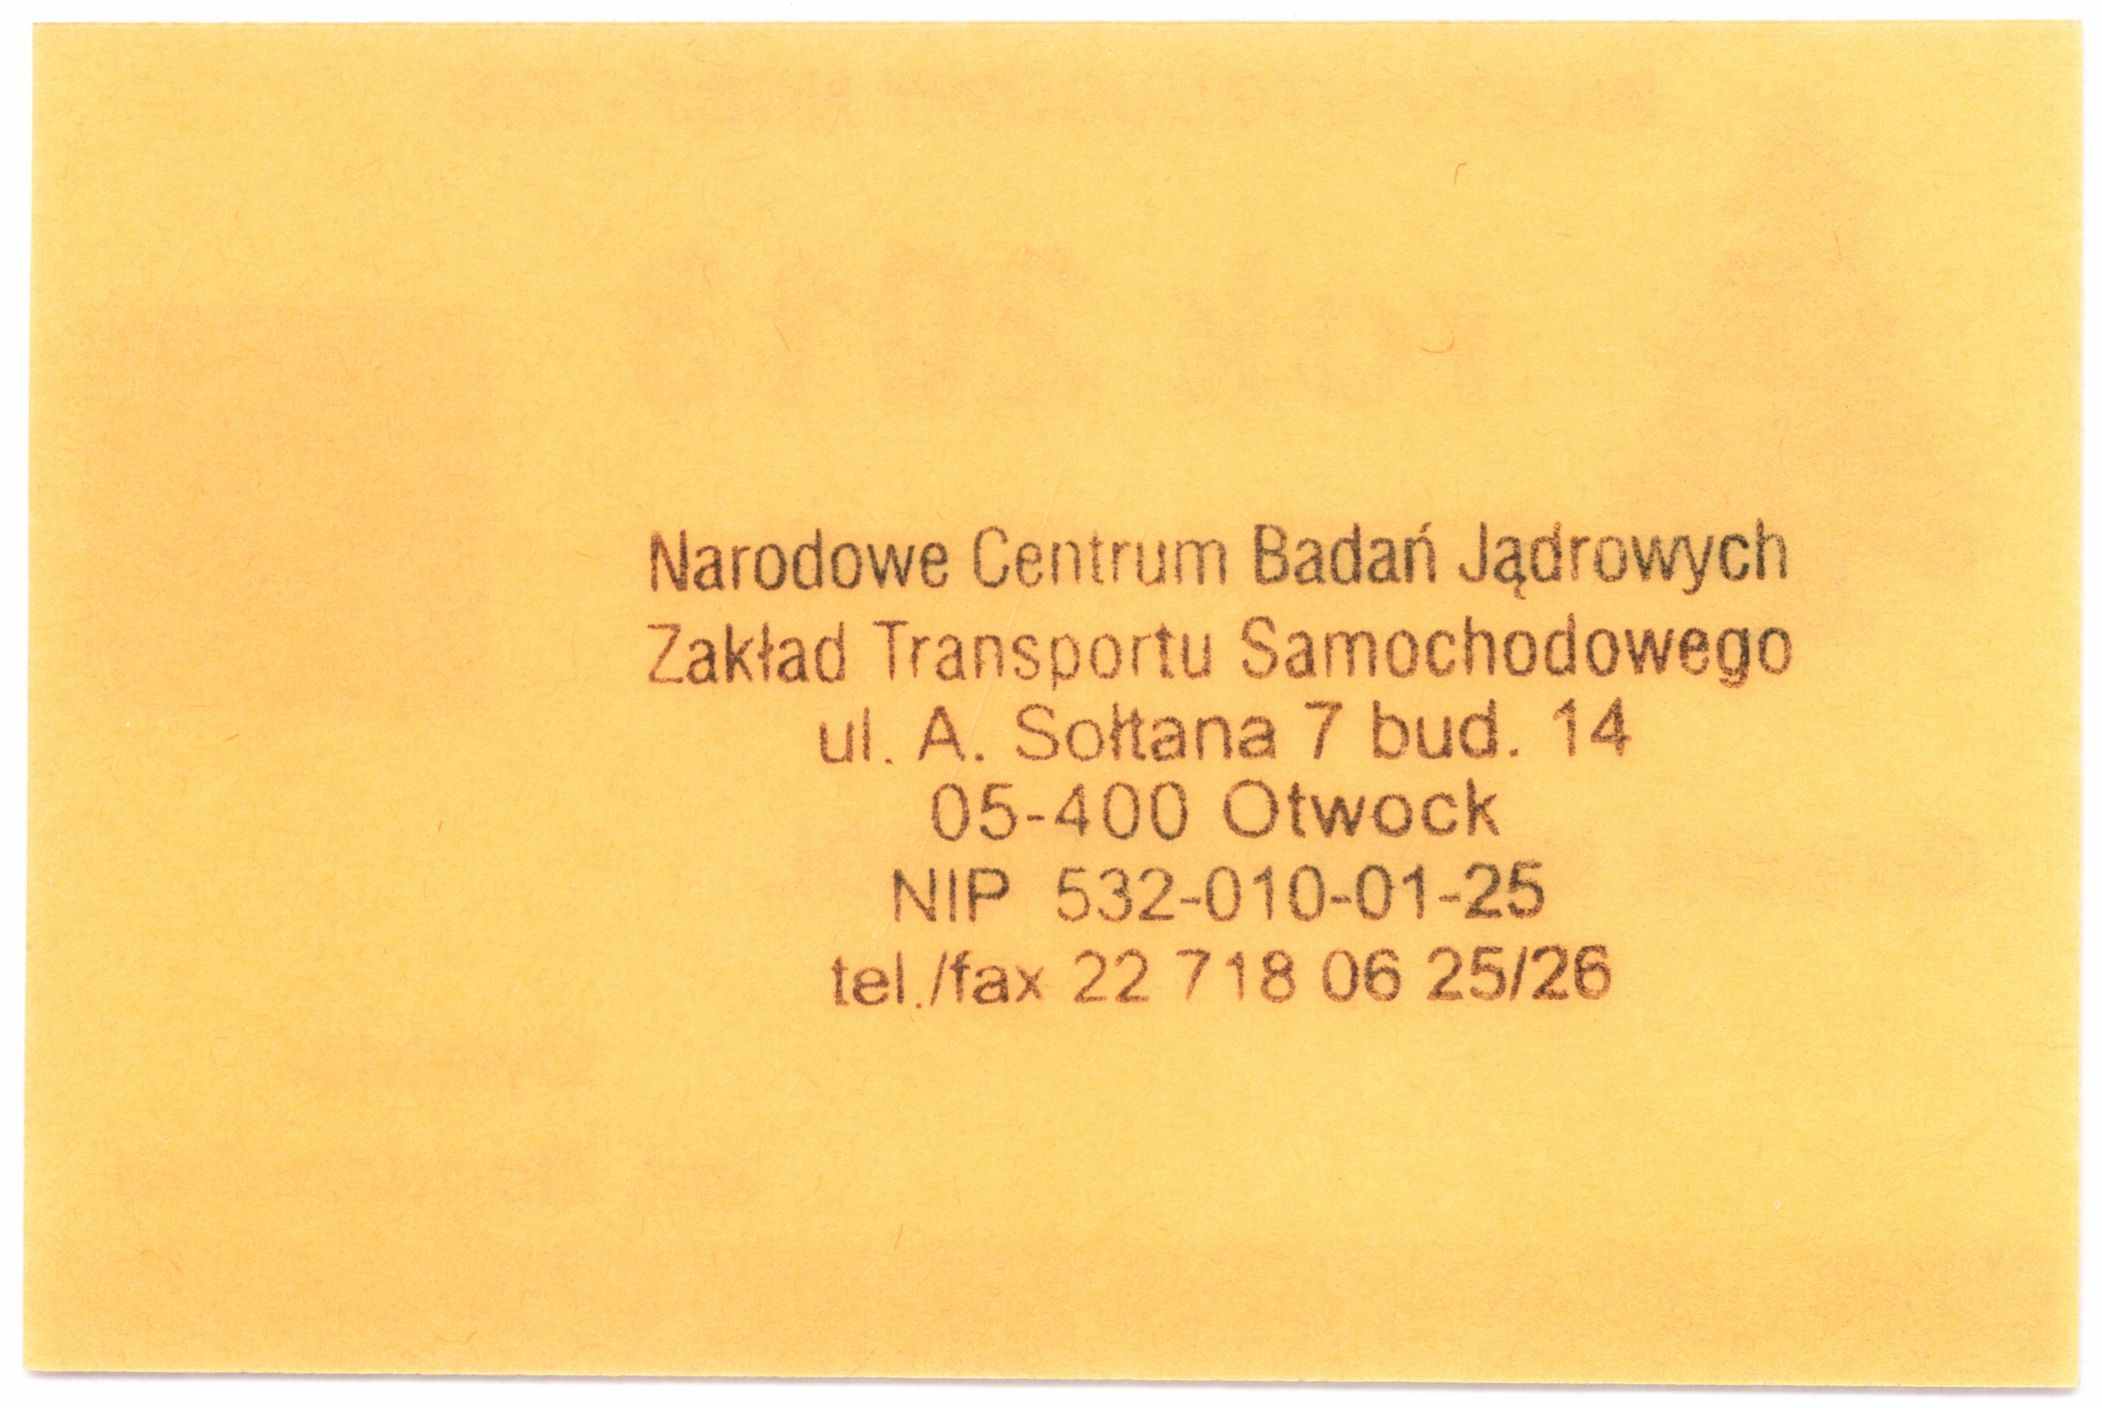 Narodowe Centrum Badań Jądrowych
Zakład Transportu Samochodowego
ul. A. Sołtana 7 bud. 14
05-400 Otwock
NIP 532-010-01-25
tel./fax 22 718 06 25/26